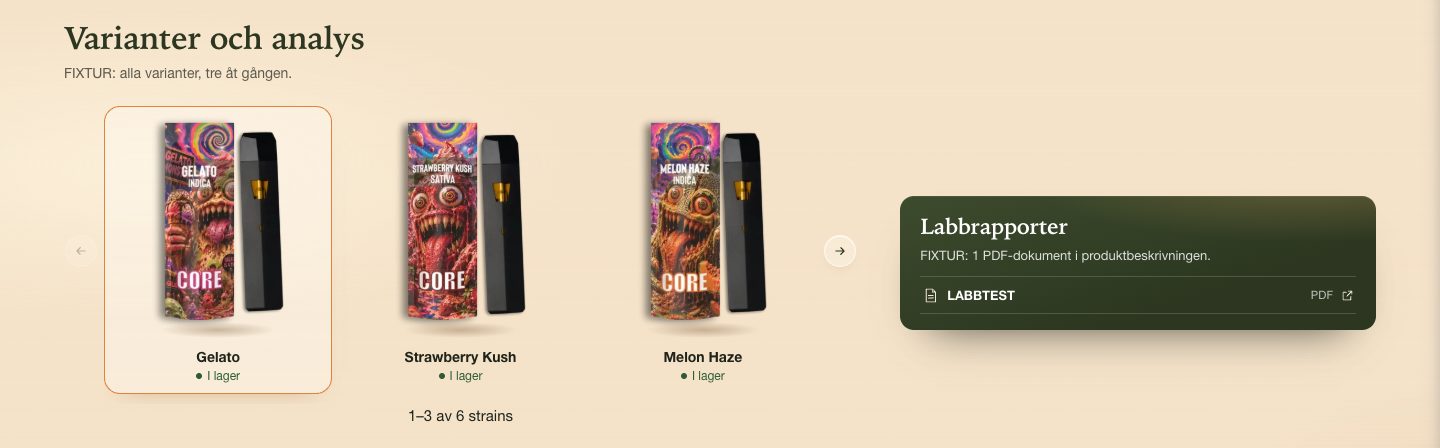 Varianter och analys
FIXTUR: alla varianter, tre åt gången.
GELATO
GELATO
INDICA
CORE
STRAWBERRY KUSH
SATIVA
CORE
MELON HAZE
INDICA
CORE
Gelato
I lager
Strawberry Kush
I lager
Melon Haze
I lager
1–3 av 6 strains
Labbrapporter
FIXTUR: 1 PDF-dokument i produktbeskrivningen.
LABBTEST
PDF